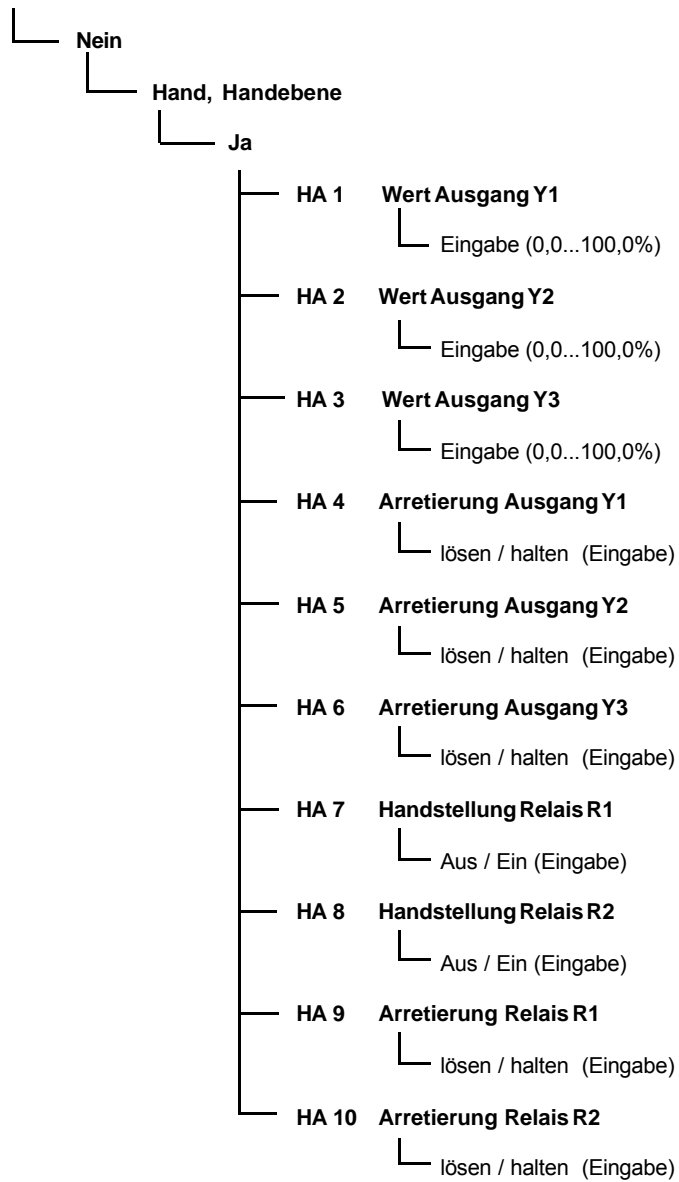 Nein
Hand, Handebene
Ja
HA 1 Wert Ausgang Y1
Eingabe (0,0...100,0%)
HA 2 Wert Ausgang Y2
Eingabe (0,0...100,0%)
HA 3 Wert Ausgang Y3
Eingabe (0,0...100,0%)
HA 4 Arretierung Ausgang Y1
lösen / halten (Eingabe)
HA 5 Arretierung Ausgang Y2
lösen / halten (Eingabe)
HA 6 Arretierung Ausgang Y3
lösen / halten (Eingabe)
HA 7 Handstellung Relais R1
Aus / Ein (Eingabe)
HA 8 Handstellung Relais R2
Aus / Ein (Eingabe)
HA 9 Arretierung Relais R1
lösen / halten (Eingabe)
HA 10 Arretierung Relais R2
lösen / halten (Eingabe)